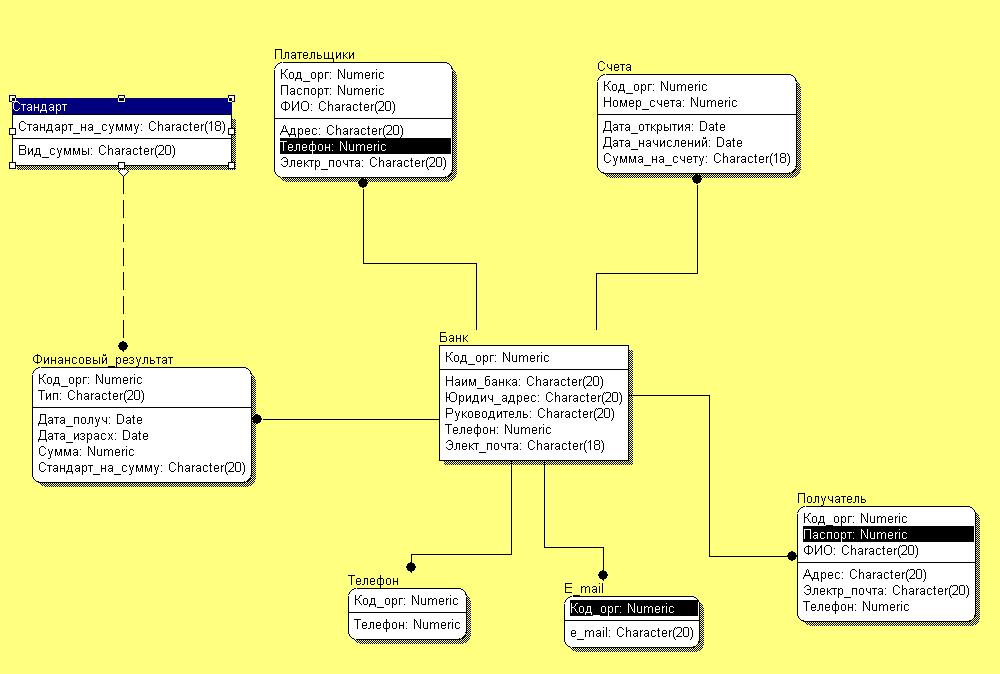 Плательщики
Код_орг: Numeric
Паспорт: Numeric
ФИО: Character(20)
Адрес: Character(20)
Телефон: Numeric
Электр_почта: Character(20)
Счета
Код_орг: Numeric
Номер_счета: Numeric
Дата_открытия: Date
Дата_начислений: Date
Сумма_на_счету: Character(18)
Стандарт
Стандарт_на_сумму: Character(18)
Вид_суммы: Character(20)
Банк
Код_орг: Numeric
Наим_банка: Character(20)
Юридич_адрес: Character(20)
Руководитель: Character(20)
Телефон: Numeric
Элект_почта: Character(18)
Финансовый_результат
Код_орг: Numeric
Тип: Character(20)
Дата_получ: Date
Дата_израсх: Date
Сумма: Numeric
Стандарт_на_сумму: Character(20)
Получатель
Код_орг: Numeric
Паспорт: Numeric
ФИО: Character(20)
Адрес: Character(20)
Электр_почта: Character(20)
Телефон: Numeric
Телефон
Код_орг: Numeric
Телефон: Numeric
E_mail
Код_орг: Numeric
e_mail: Character(20)